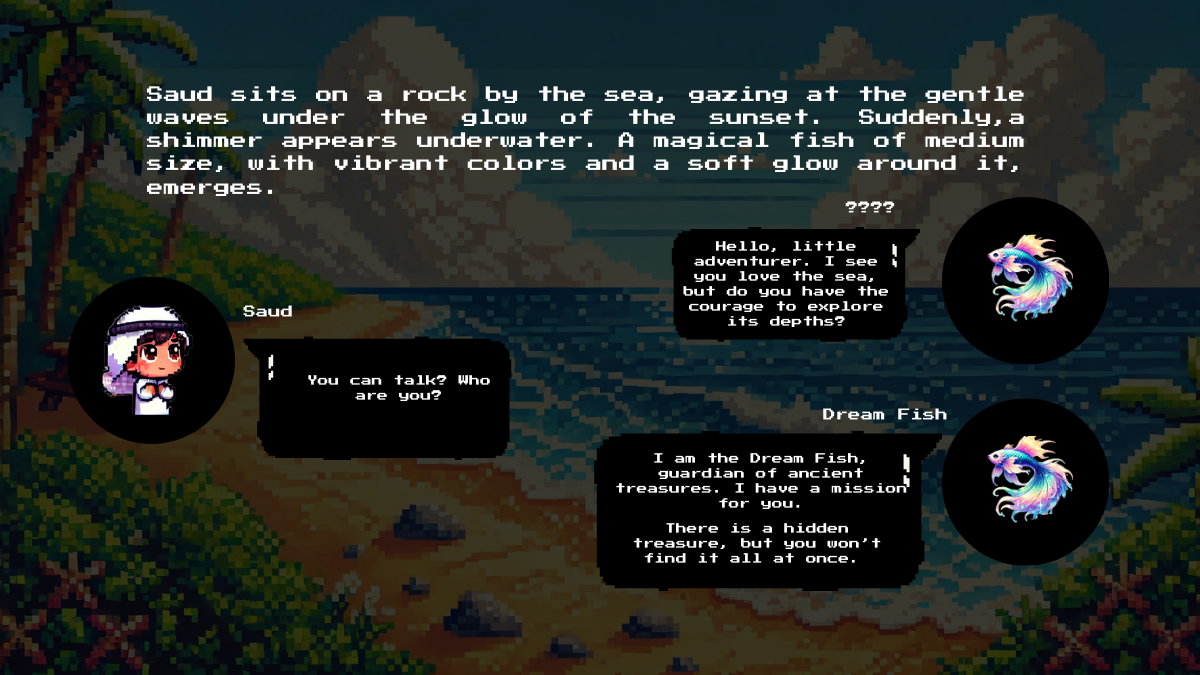 Saud sits on a rock by the sea, gazing at the gentle
waves under the glow of the sunset. Suddenly,a
shimmer appears underwater. A magical fish of medium
size, with vibrant colors and a soft glow around it,
emerges.
????
Hello, little
adventurer. I see
you love the sea,
but do you have the
courage to explore
its depths?
Saud
You can talk? Who
are you?
Dream Fish
I am the Dream Fish,
guardian of ancient
treasures. I have a mission
for you.
There is a hidden
treasure, but you won't
find it all at once.